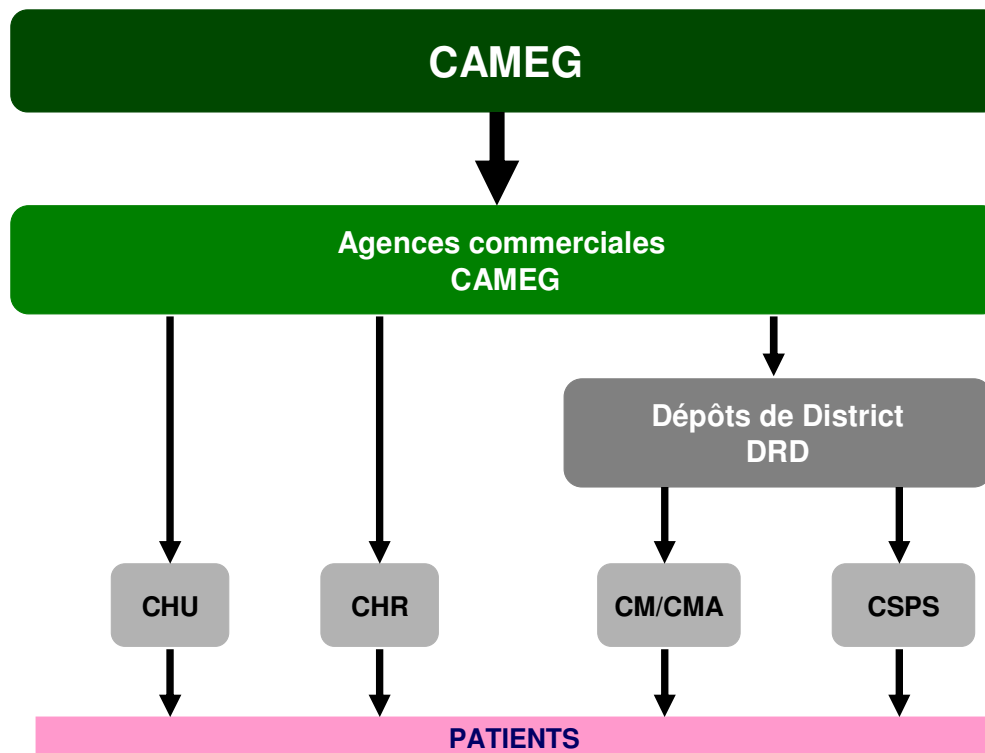 CAMEG
Agences commerciales
CAMEG
Dépôts de District
DRD
CHU
CHR
CM/CMA
CSPS
PATIENTS